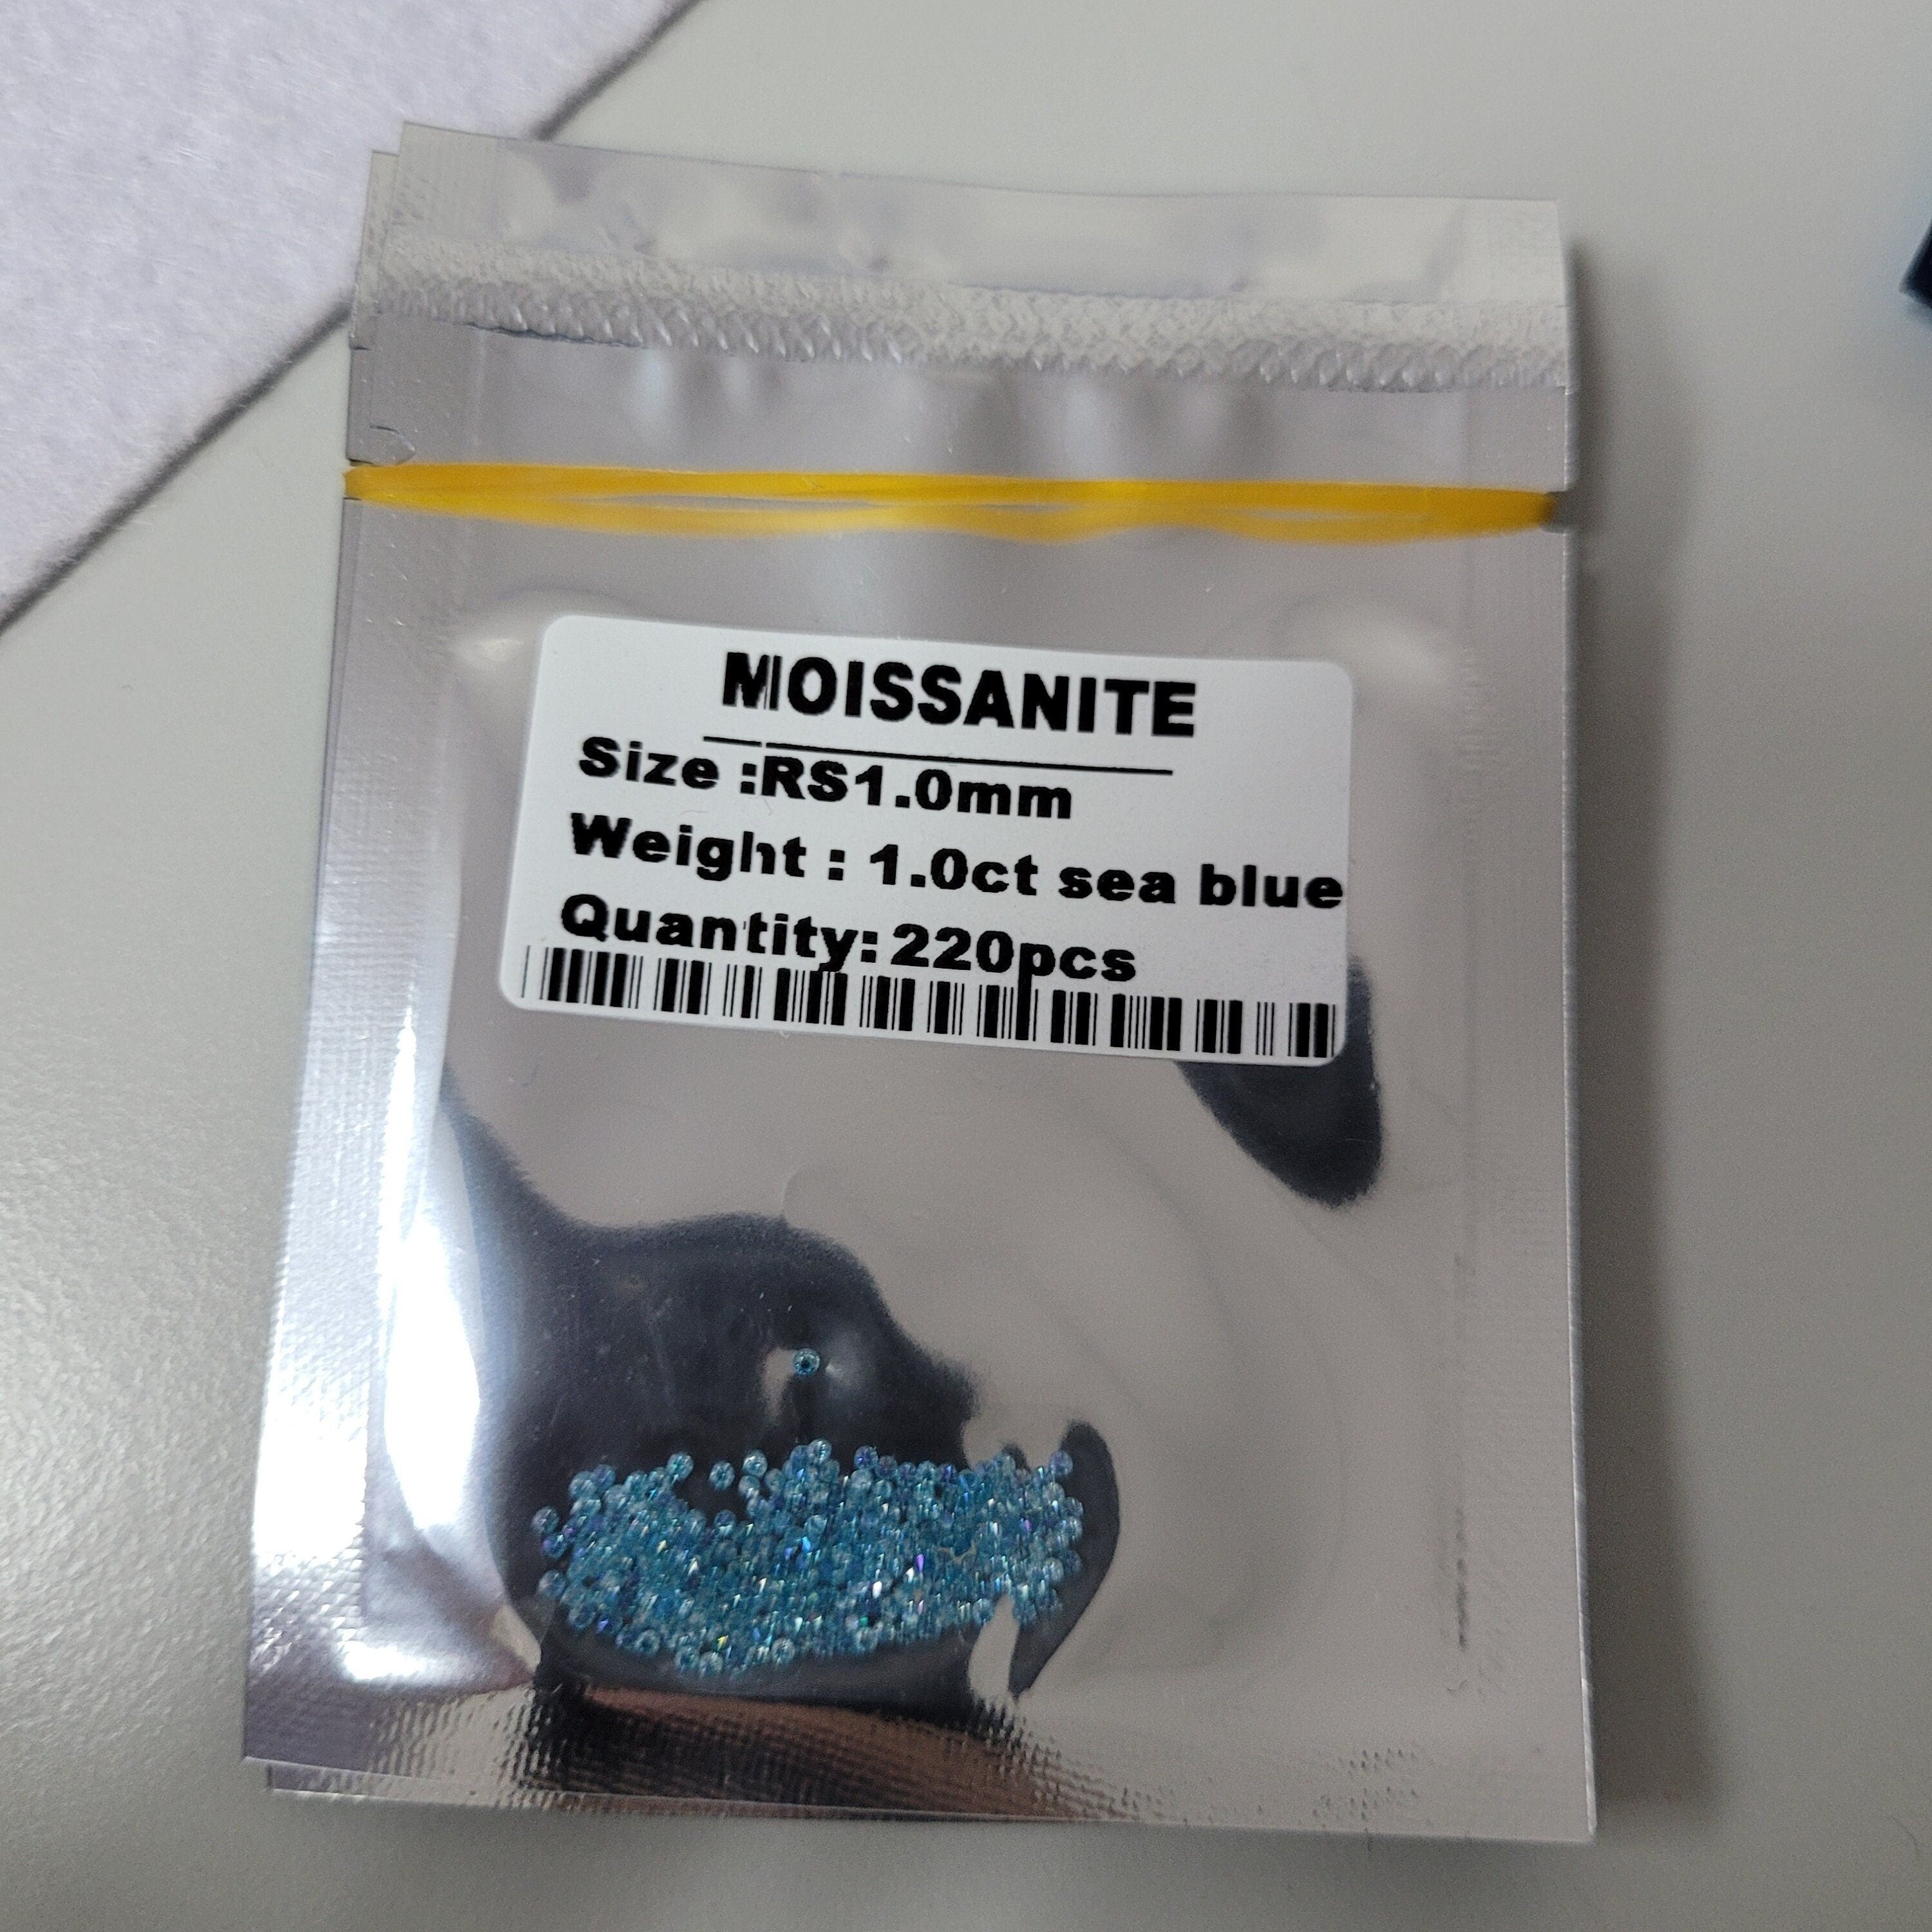 MOISSANITE
Size :RS1.0mm
Weight : 1.0ct sea blue
Quantity: 220pcs